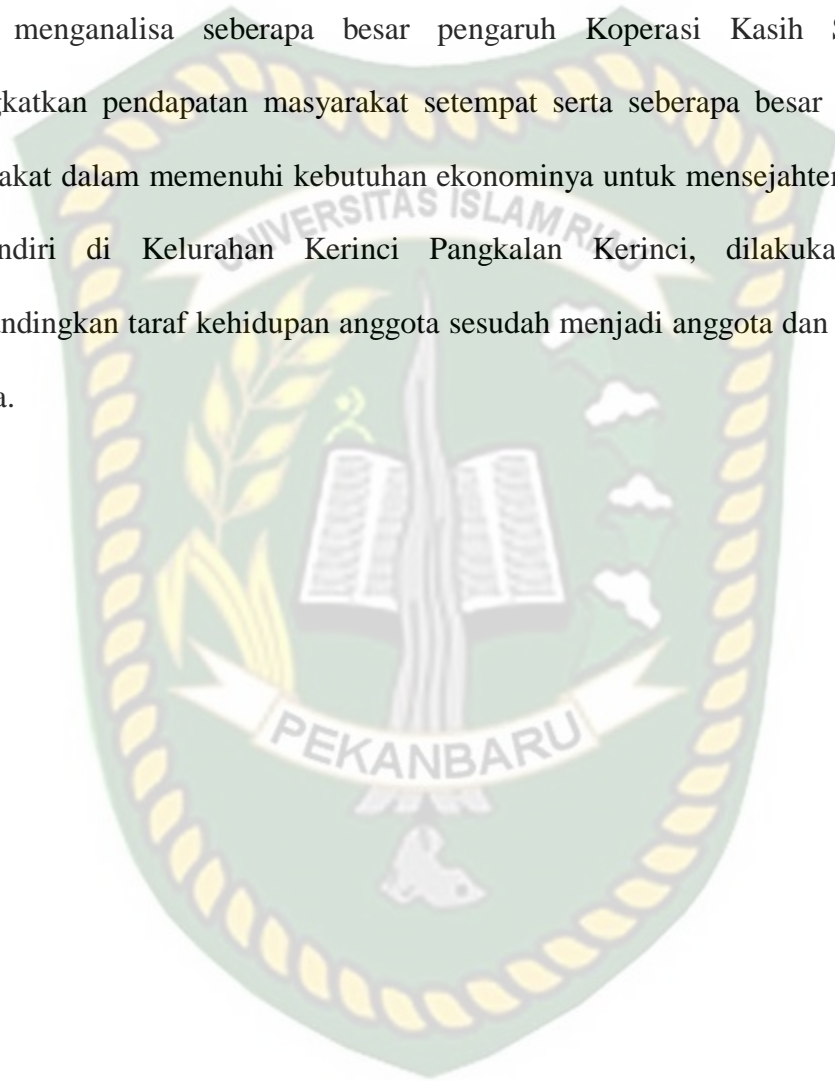 menganalisa seberapa besar pengaruh Koperasi Kasih
gkatkan pendapatan masyarakat setempat serta seberapa besar
akat dalam memenuhi kebutuhan ekonominya untuk mensejahter
ndiri di Kelurahan Kerinci Pangkalan Kerinci, dilakuka
ndingkan taraf kehidupan anggota sesudah menjadi anggota dan
a.
UNIVERSITAS ISLAM RIAU
PEKANBARU